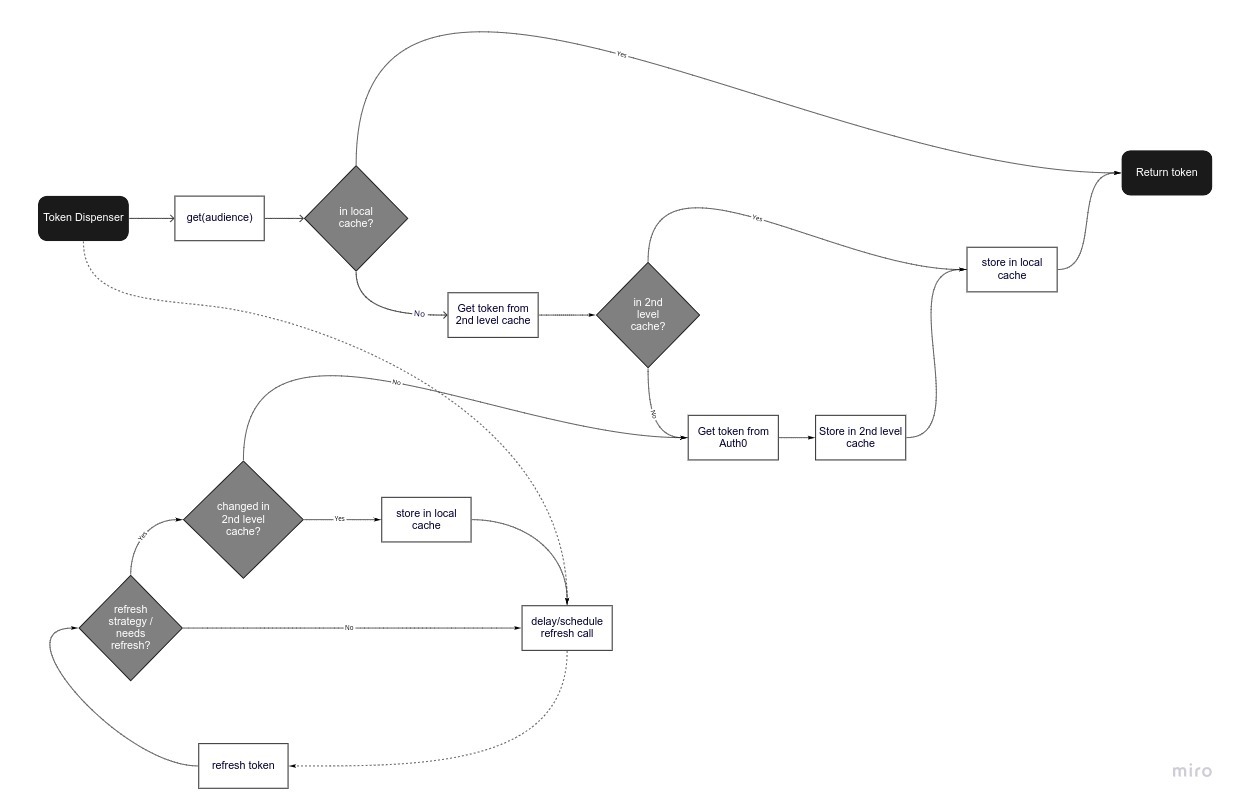 Yes
Return token
Token Dispenser
get(audience)
in local
cache?
Yes
store in local
cache
No
Get token from
2nd level cache
in 2nd
level
cache?
No
No
Get token from
Auth0
Store in 2nd level
cache
changed in
2nd level
cache?
Yes
store in local
cache
Yes
refresh
strategy /
needs
refresh?
No
delay/schedule
refresh call
refresh token
miro